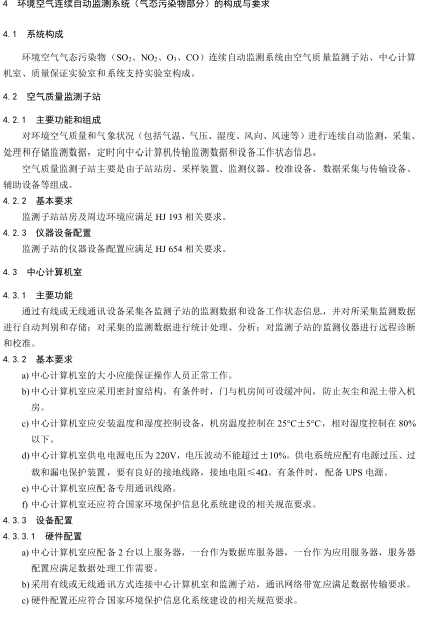 4 环境空气连续自动监测系统（气态污染物部分）的构成与要求
4.1 系统构成
环境空气气态污染物（SO₂、NO₂、O₃、CO）连续自动监测系统由空气质量监测子站、中心计算
机室、质量保证实验室和系统支持实验室构成。
4.2 空气质量监测子站
4.2.1 主要功能和组成
对环境空气质量和气象状况（包括气温、气压、湿度、风向、风速等）进行连续自动监测，采集、
处理和存储监测数据；定时向中心计算机传输监测数据和设备工作状态信息。
空气质量监测子站主要是由子站站房、采样装置、监测仪器、校准设备、数据采集与传输设备、
辅助设备等组成。
4.2.2 基本要求
监测子站站房及周边环境应满足 HJ 193 相关要求。
4.2.3 仪器设备配置
监测子站的仪器设备配置应满足 HJ 654 相关要求。
4.3 中心计算机室
4.3.1 主要功能
通过有线或无线通讯设备采集各监测子站的监测数据和设备工作状态信息，并对所采集监测数据
进行自动判别和存储；对采集的监测数据进行统计处理、分析；对监测子站的监测仪器进行远程诊断
和校准。
4.3.2 基本要求
a) 中心计算机室的大小应能保证操作人员正常工作。
b) 中心计算机室应采用密封窗结构。有条件时，门与机房间可设缓冲间，防止灰尘和泥土带入机
房。
c) 中心计算机室应安装温度和湿度控制设备，机房温度控制在 25℃±5℃，相对湿度控制在 80%
以下。
d) 中心计算机室供电电源电压为 220V，电压波动不能超过±10%。供电系统应配有电源过压、过
载和漏电保护装置，要有良好的接地线路，接地电阻≤4Ω。有条件时，配备 UPS 电源。
e) 中心计算机室应配备专用通讯线路。
f) 中心计算机室还应符合国家环境保护信息化系统建设的相关规范要求。
4.3.3 设备配置
4.3.3.1 硬件配置
a) 中心计算机室应配备 2 台以上服务器，一台作为数据库服务器，一台作为应用服务器，服务器
配置应满足数据处理工作需要。
b) 采用有线或无线通讯方式连接中心计算机室和监测子站，通讯网络带宽应满足数据传输要求。
c) 硬件配置还应符合国家环境保护信息化系统建设的相关规范要求。